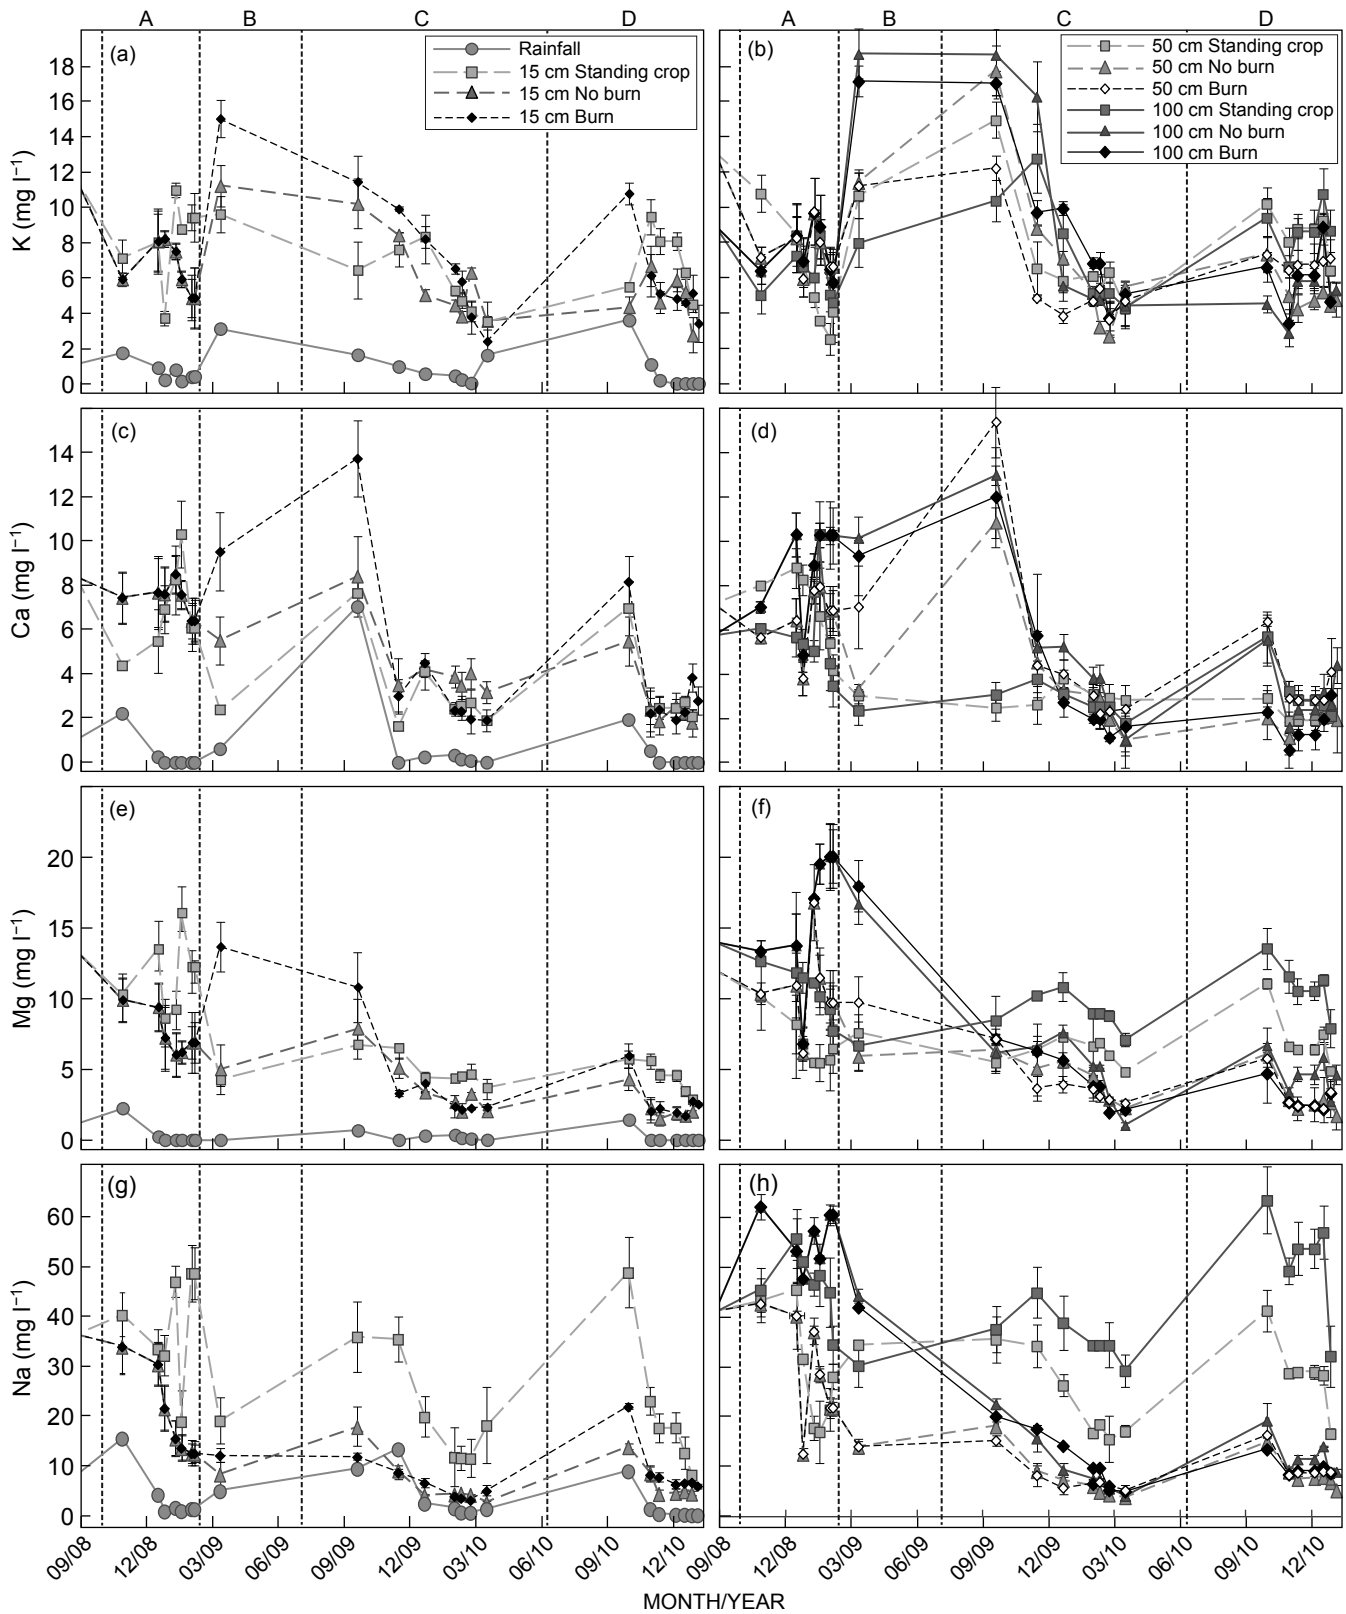 A B C D A B C D
(a) Rainfall
15 cm Standing crop
15 cm No burn
15 cm Burn
(b) 50 cm Standing crop
50 cm No burn
50 cm Burn
100 cm Standing crop
100 cm No burn
100 cm Burn
K (mg l⁻¹)
18
16
14
12
10
8
6
4
2
0
(c) (d)
Ca (mg l⁻¹)
14
12
10
8
6
4
2
0
(e) (f)
Mg (mg l⁻¹)
20
15
10
5
0
(g) (h)
Na (mg l⁻¹)
60
50
40
30
20
10
0
09/08 12/08 03/09 06/09 09/09 12/09 03/10 06/10 09/10 12/10 09/08 12/08 03/09 06/09 09/09 12/09 03/10 06/10 09/10 12/10
MONTH/YEAR